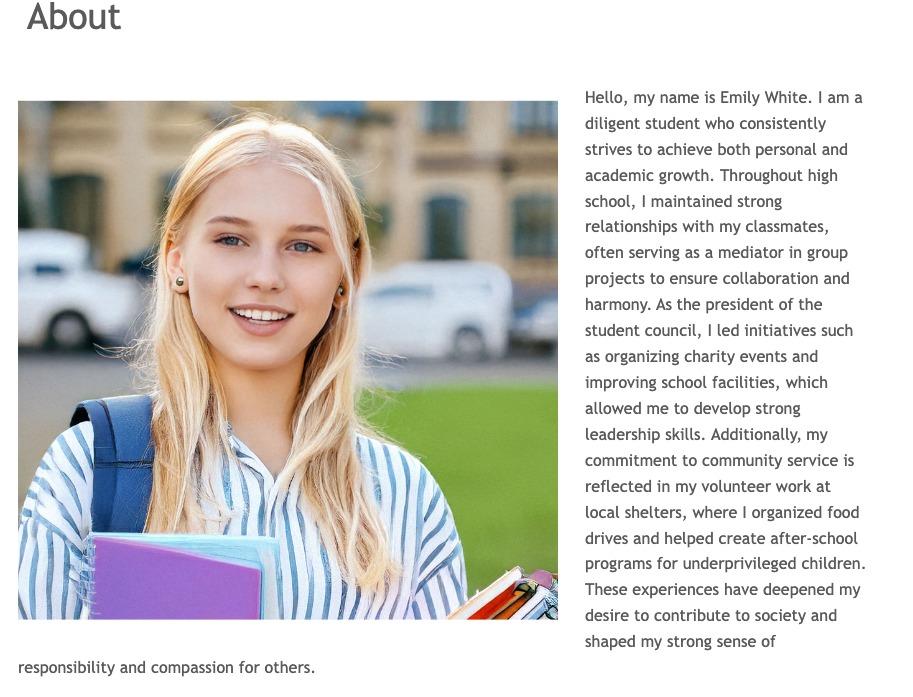 About
Hello, my name is Emily White. I am a
diligent student who consistently
strives to achieve both personal and
academic growth. Throughout high
school, I maintained strong
relationships with my classmates,
often serving as a mediator in group
projects to ensure collaboration and
harmony. As the president of the
student council, I led initiatives such
as organizing charity events and
improving school facilities, which
allowed me to develop strong
leadership skills. Additionally, my
commitment to community service is
reflected in my volunteer work at
local shelters, where I organized food
drives and helped create after-school
programs for underprivileged children.
These experiences have deepened my
desire to contribute to society and
shaped my strong sense of
responsibility and compassion for others.